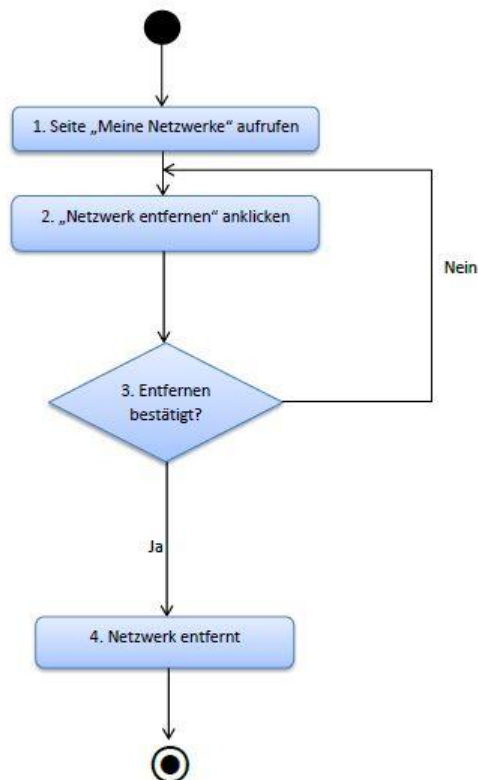 1. Seite „Meine Netzwerke“ aufrufen
2. „Netzwerk entfernen“ anklicken
Nein
3. Entfernen
bestätigt?
Ja
4. Netzwerk entfernt